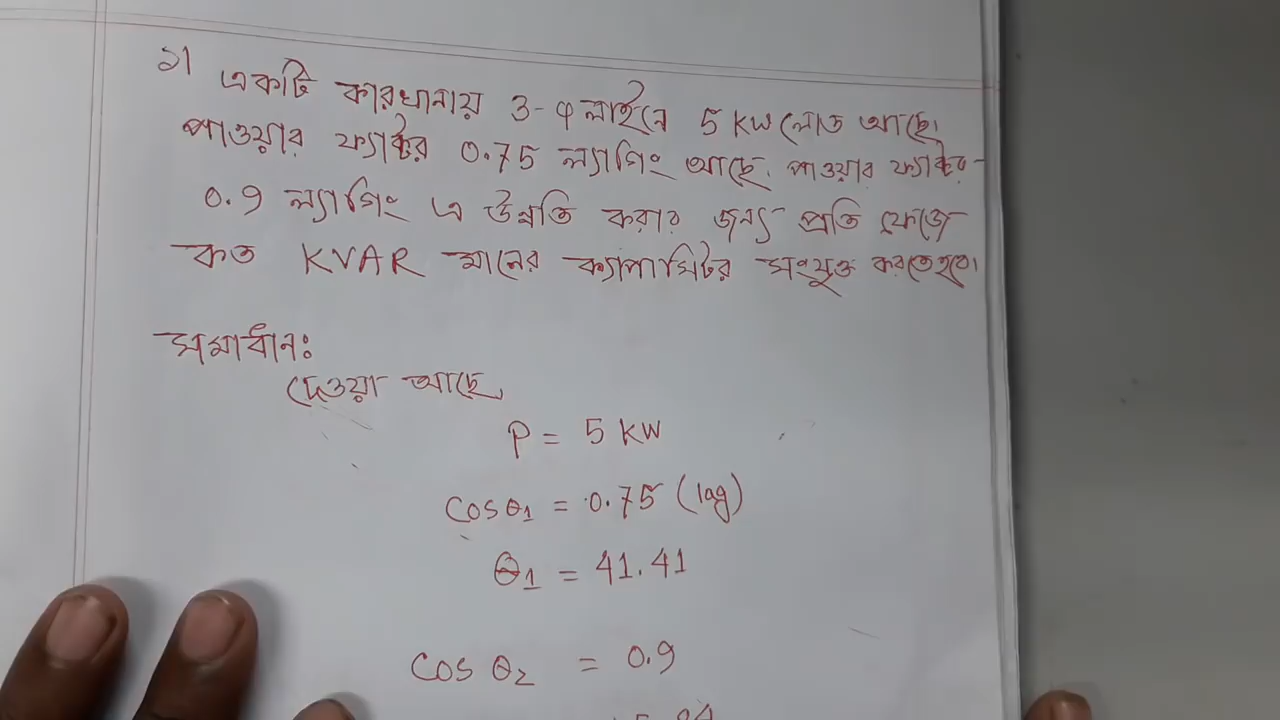 ১। একটি কারখানায় 3-φ লাইনে 5 KW লোড আছে।
পাওয়ার ফ্যাক্টর 0.75 ল্যাগিং আছে. পাওয়ার ফ্যাক্টর-
0.9 ল্যাগিং এ উন্নতি করার জন্য প্রতি ফেজে
কত KVAR মানের ক্যাপাসিটর সংযুক্ত করতে হবে।
সমাধান:
দেওয়া আছে,
P = 5 KW
Cosθ1 = 0.75 (lag)
θ1 = 41.41
Cos θ2 = 0.9